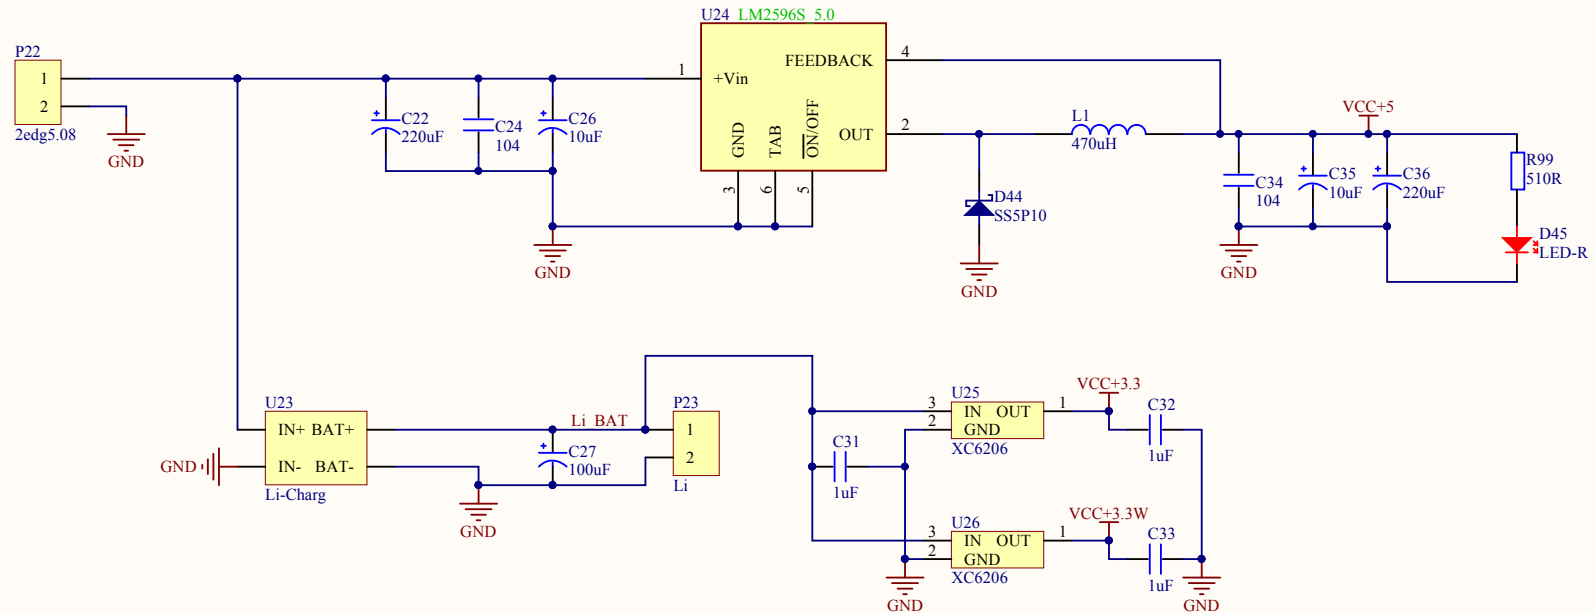 U24 LM2596S 5.0
P22
1
2
2edg5.08
GND
1
+Vin
FEEDBACK
4
OUT
2
GND
TAB
ON/OFF
3
6
5
C22
220uF
C24
104
C26
10uF
GND
L1
470uH
D44
SS5P10
GND
VCC+5
C34
104
C35
10uF
C36
220uF
R99
510R
D45
LED-R
GND
U23
IN+ BAT+
IN- BAT-
Li-Charg
GND
GND
Li BAT
C27
100uF
P23
1
2
Li
C31
1uF
U25
3
2
IN OUT
GND
1
XC6206
VCC+3.3
C32
1uF
U26
3
2
IN OUT
GND
1
XC6206
VCC+3.3W
C33
1uF
GND
GND